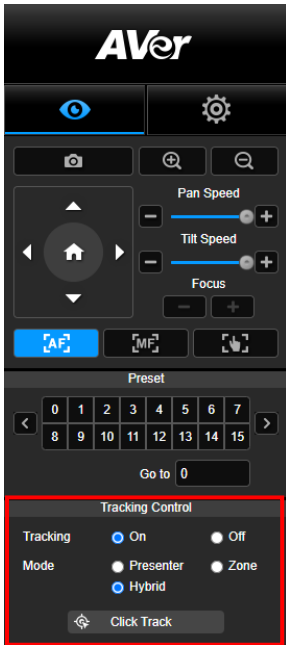 AVer
Pan Speed
Tilt Speed
Focus
[AF] [MF]
Preset
0 1 2 3 4 5 6 7
8 9 10 11 12 13 14 15
Go to 0
Tracking Control
Tracking On Off
Mode Presenter Zone
Hybrid
Click Track